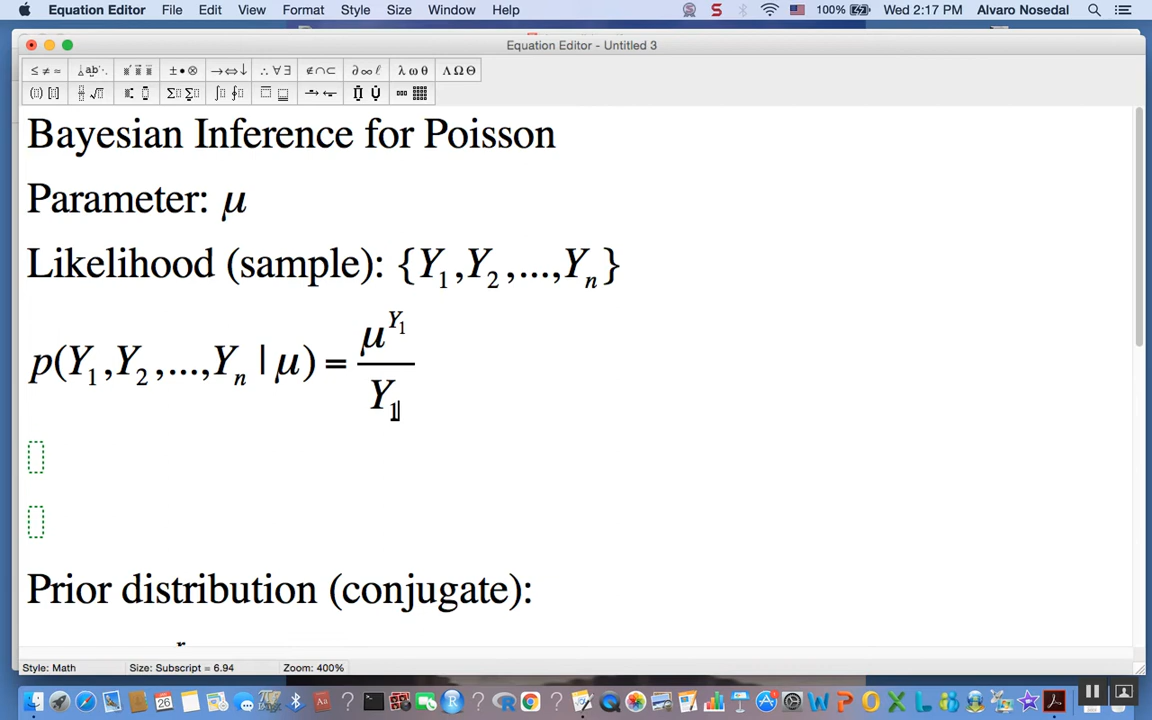 Equation Editor File Edit View Format Style Size Window Help 100% Wed 2:17 PM Alvaro Nosedal
Equation Editor - Untitled 3
Bayesian Inference for Poisson
Parameter: μ
Likelihood (sample): {Y₁,Y₂,...,Yₙ}
p(Y₁,Y₂,...,Yₙ | μ) = μ^Y₁ / Y₁
Prior distribution (conjugate):
Style: Math Size: Subscript = 6.94 Zoom: 400%